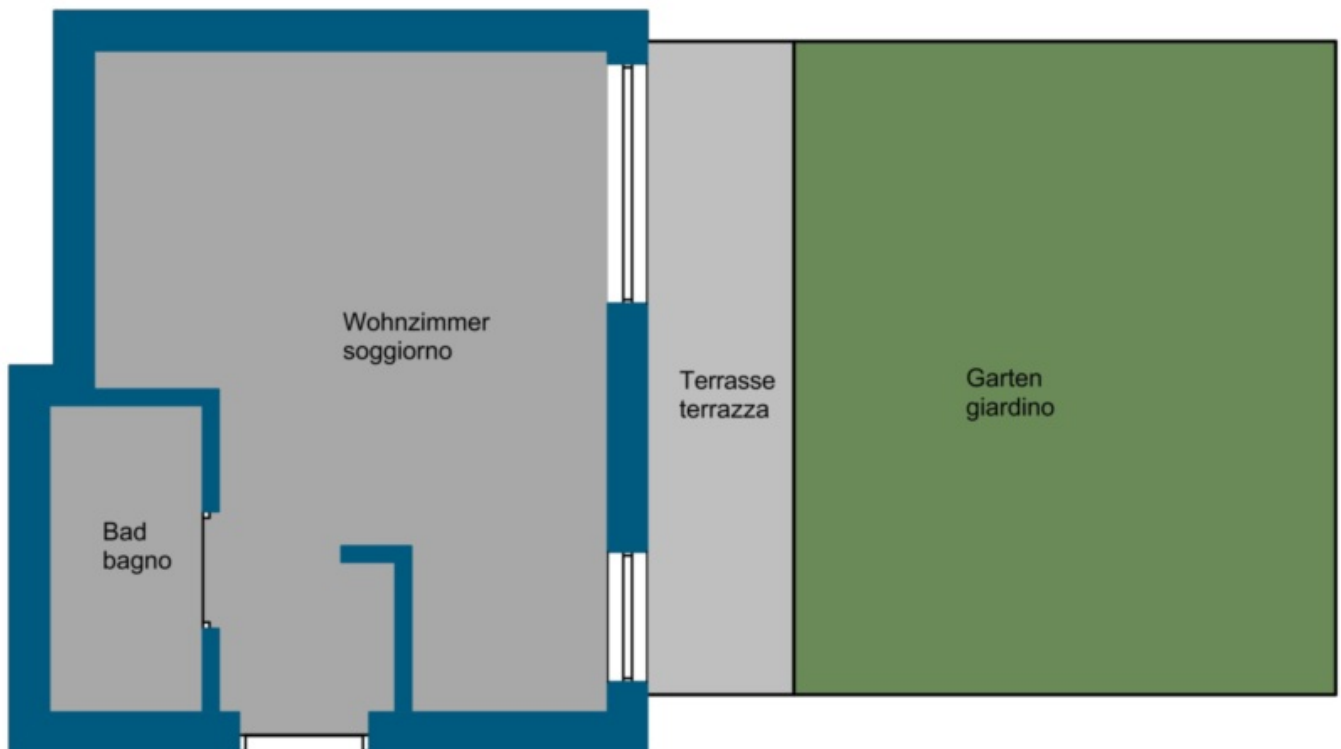 Wohnzimmer
soggiorno
Terrasse
terrazza
Garten
giardino
Bad
bagno